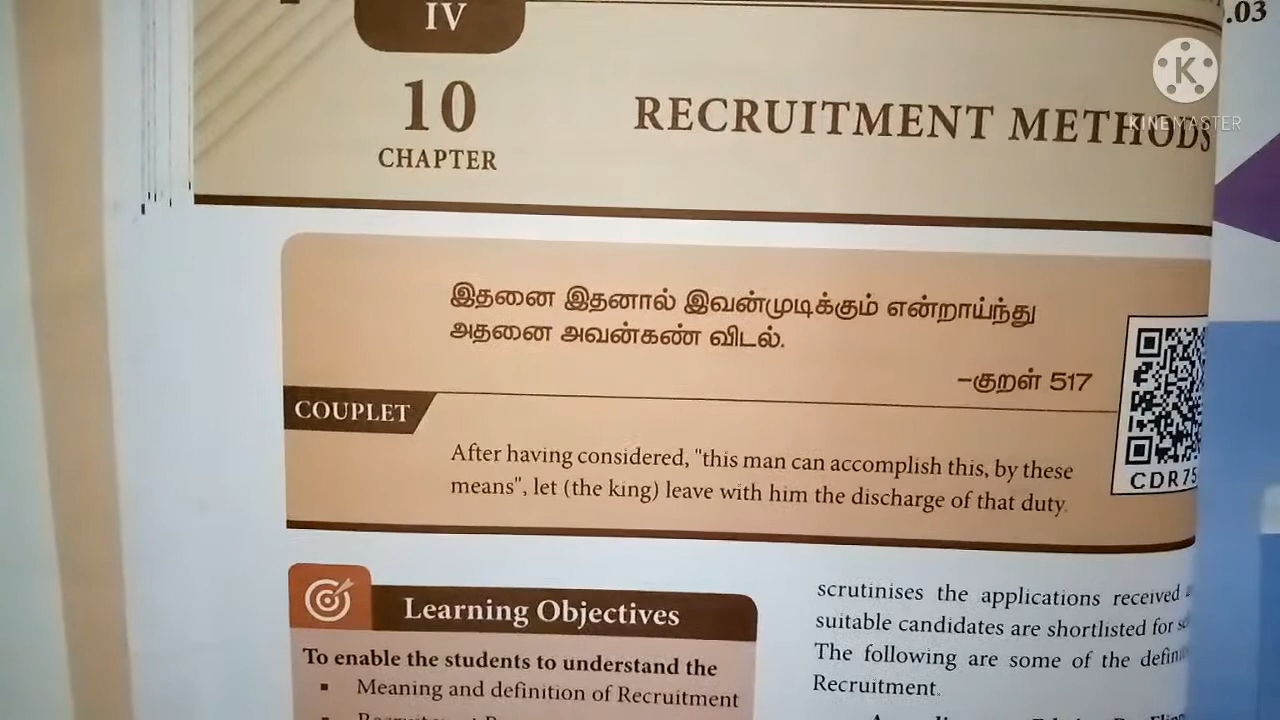 .03
IV
10
CHAPTER
RECRUITMENT METHODS
KINEMASTER
இதனை இதனால் இவன்முடிக்கும் என்றாய்ந்து
அதனை அவன்கண் விடல்.
–குறள் 517
COUPLET
After having considered, "this man can accomplish this, by these
means", let (the king) leave with him the discharge of that duty.
CDR75
Learning Objectives
To enable the students to understand the
▪ Meaning and definition of Recruitment
scrutinises the applications received
suitable candidates are shortlisted for
The following are some of the
Recruitment.